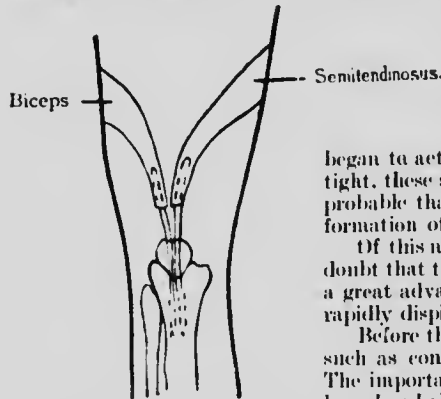 Biceps
Semitendinosus.
began to act
tight, these s
probable tha
formation of
Of this n
doubt that t
a great adva
rapidly disp
Before th
such as con
The importa